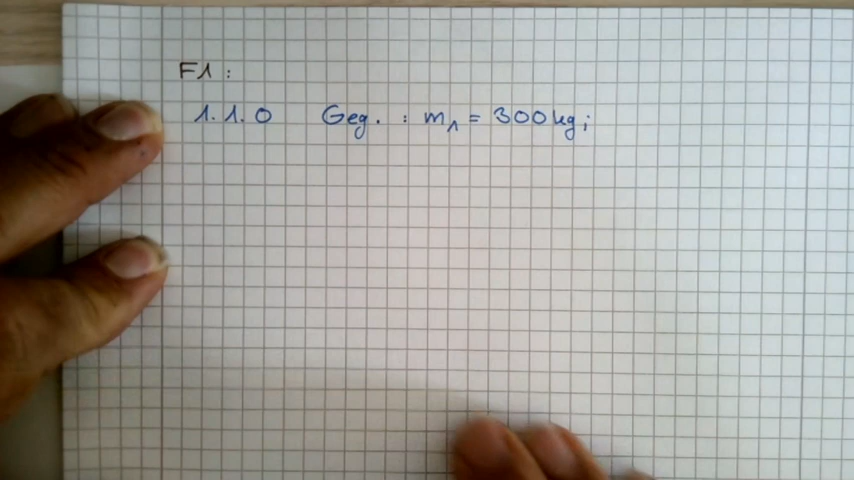 F1:
1.1.0 Geg. : m₁ = 300 kg;